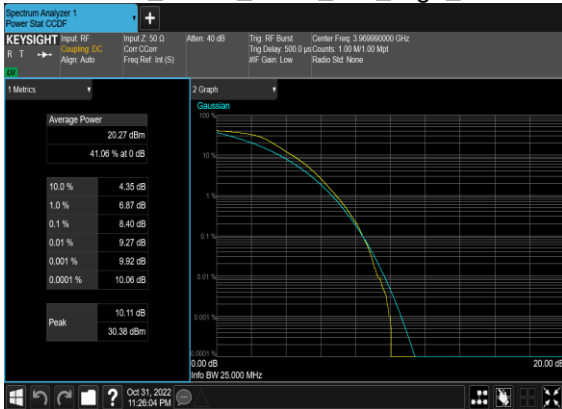 Spectrum Analyzer 1
Power Stat CCDF
KEYSIGHT
R T
Input: RF
Coupling: DC
Align: Auto
Input Z: 50 Ω
Corr CCorr
Freq Ref: Int (S)
Atten: 40 dB
Trig: RF Burst
Trig Delay: 500.0 µs
#IF Gain: Low
Center Freq: 3.969990000 GHz
Counts: 1.00 M/1.00 Mpt
Radio Std: None
1 Metrics
Average Power
20.27 dBm
41.06 % at 0 dB
10.0 % 4.35 dB
1.0 % 6.87 dB
0.1 % 8.40 dB
0.01 % 9.27 dB
0.001 % 9.92 dB
0.0001 % 10.06 dB
Peak
10.11 dB
30.38 dBm
2 Graph
Gaussian
100 %
10 %
1 %
0.1 %
0.01 %
0.001 %
0.0001 %
0.00 dB
20.00 dB
Info BW 25.000 MHz
Oct 31, 2022
11:26:04 PM